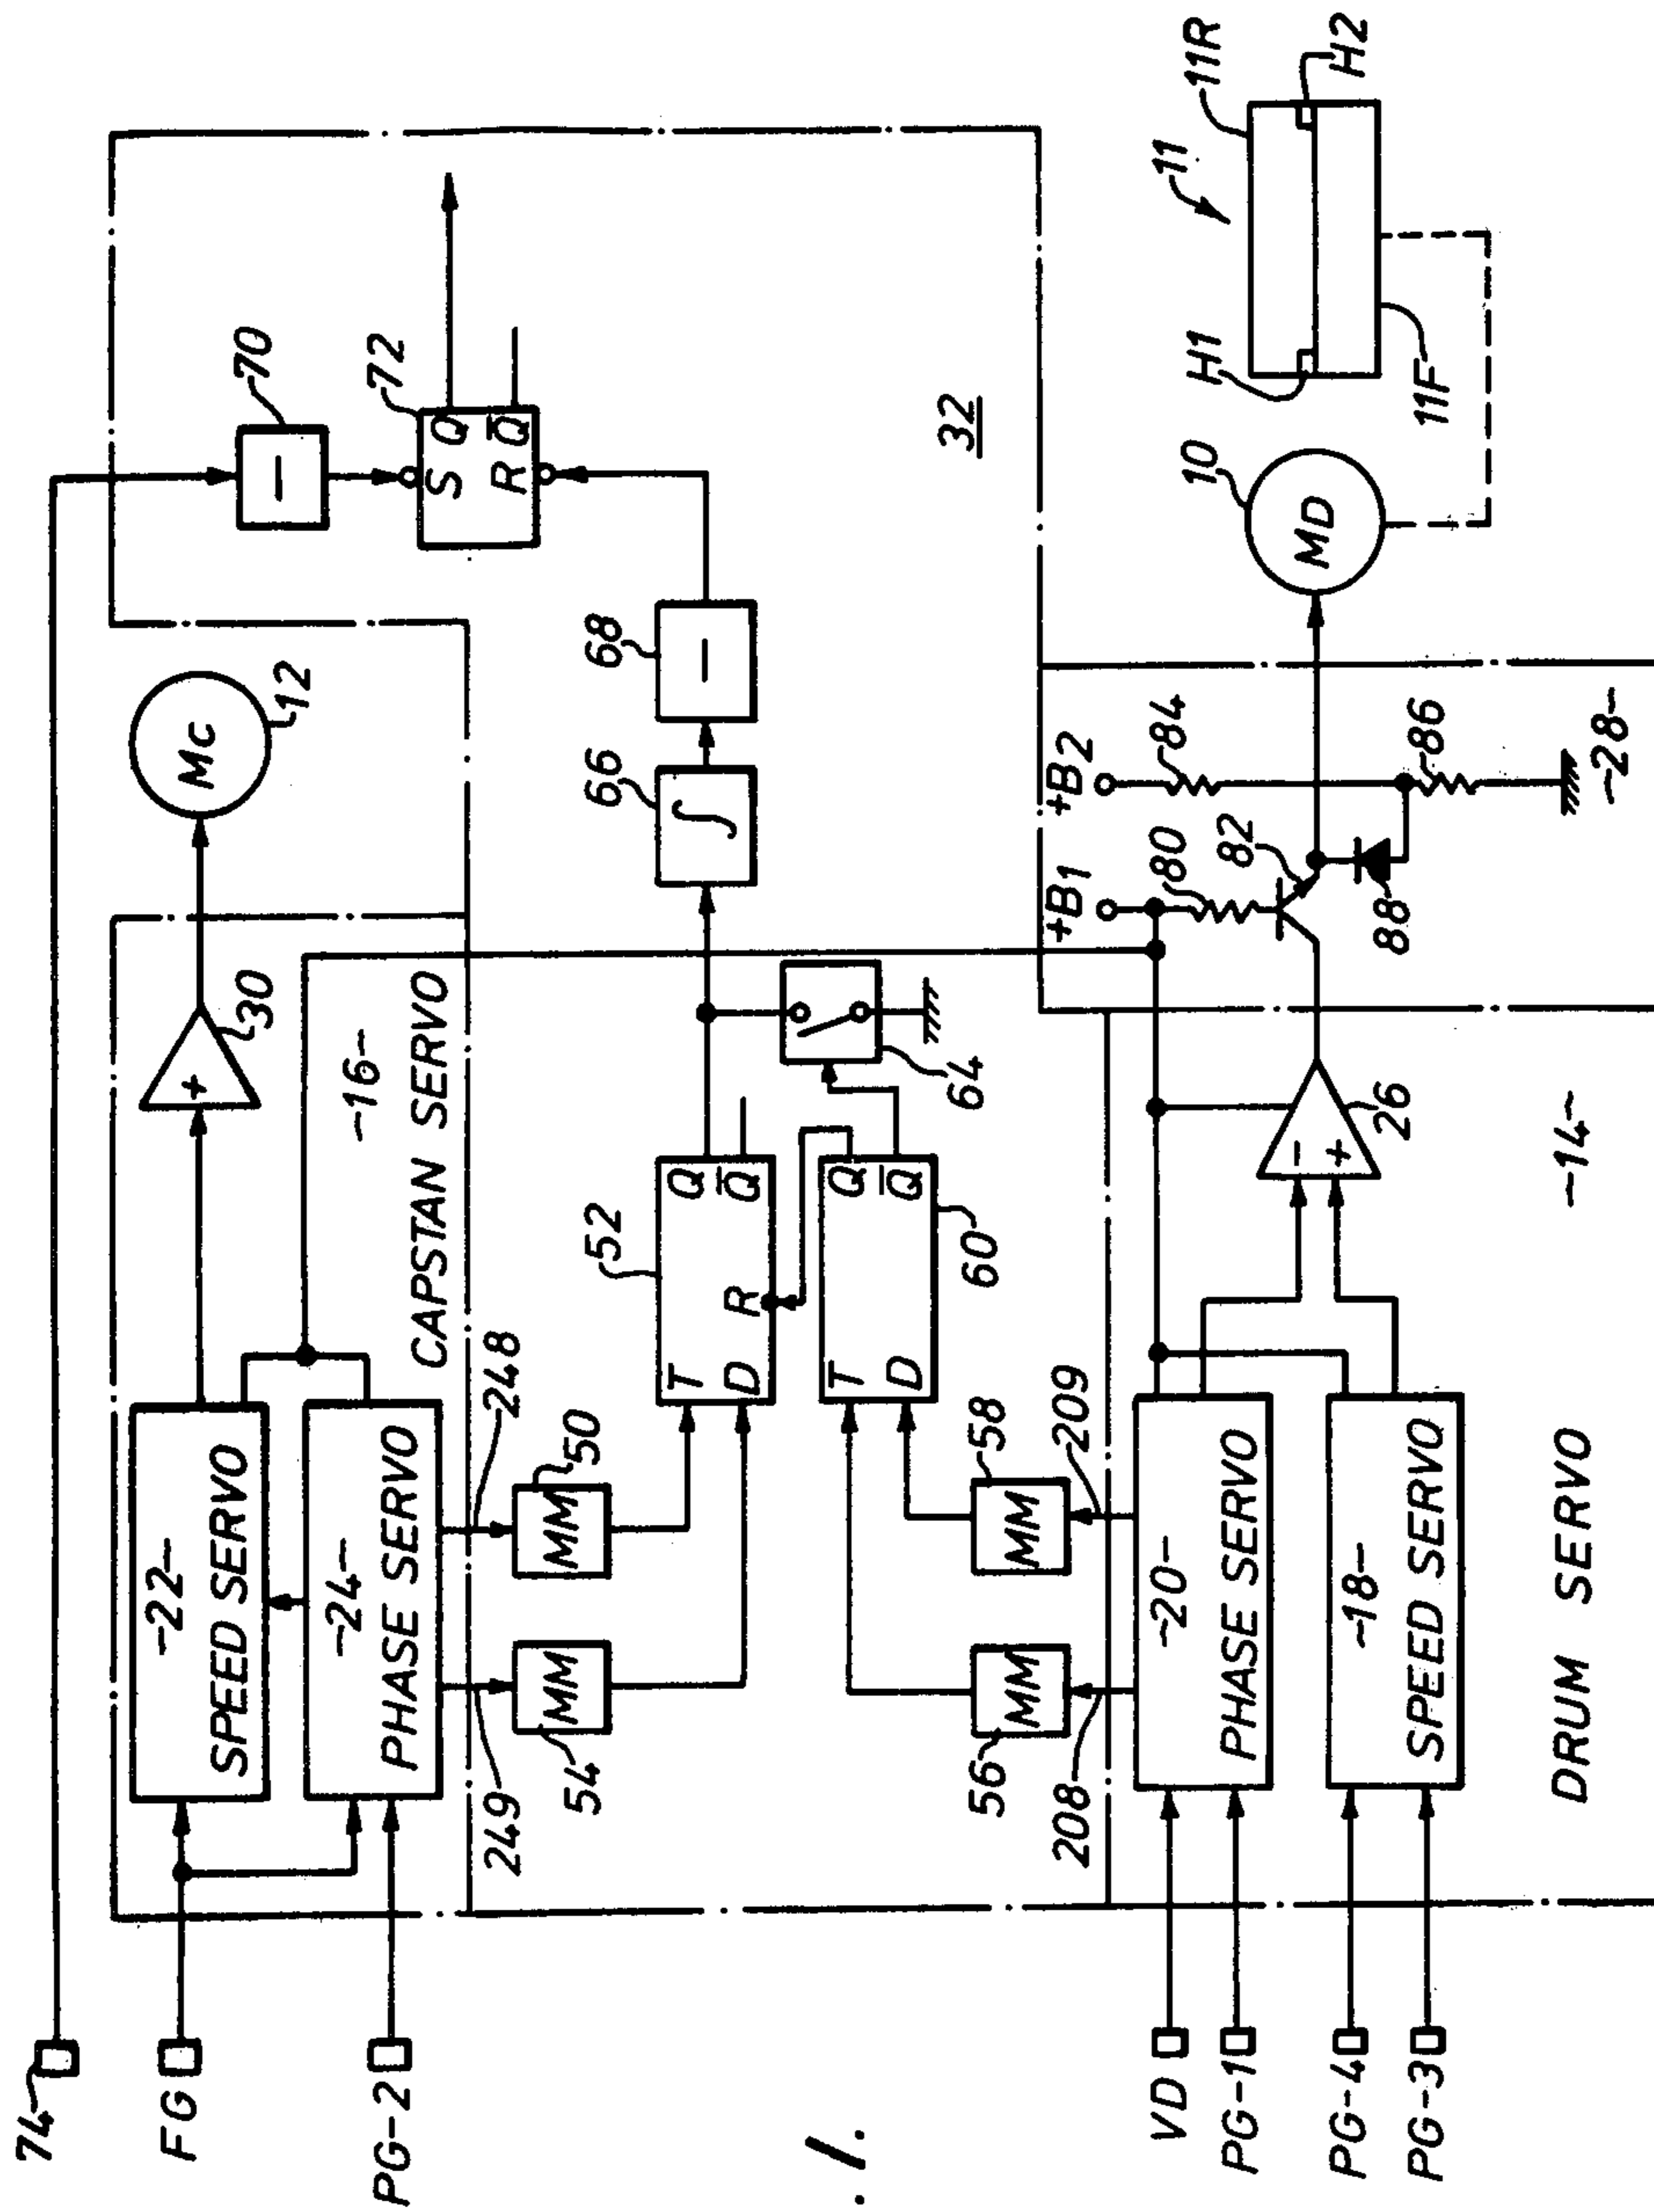 74
FG
PG-2
-22-
SPEED SERVO
-24-
PHASE SERVO
30
Mc
12
-16-
CAPSTAN SERVO
249
248
54
MM
50
MM
52
T
D
R
Q
Q
60
T
D
Q
Q
64
66
∫
68
—
70
—
72
S
R
Q
Q
32
56
MM
58
MM
208
209
VD
PG-1
-20-
PHASE SERVO
PG-4
PG-3
-18-
SPEED SERVO
DRUM SERVO
-14-
+
-
+
26
+B1
+B2
80
82
84
86
88
-28-
10
MD
11
11R
11F
H1
H2
. 1.